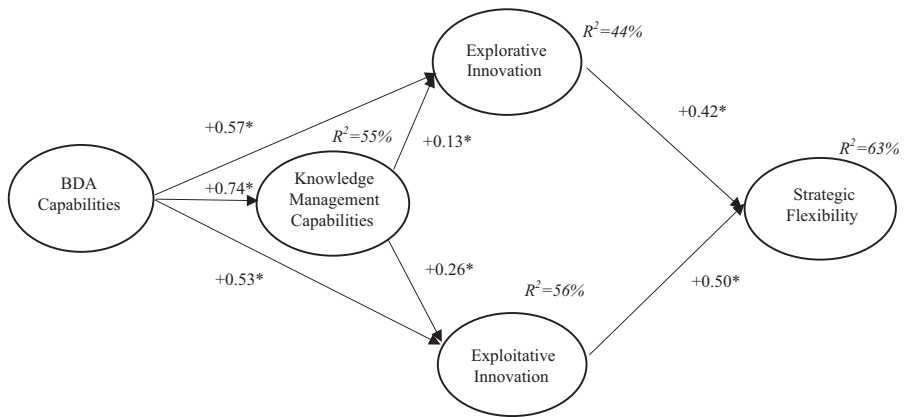 R²=44%
Explorative
Innovation
+0.57*
+0.42*
R²=55%
+0.13*
R²=63%
BDA
Capabilities
+0.74*
Knowledge
Management
Capabilities
Strategic
Flexibility
+0.53*
+0.26*
+0.50*
R²=56%
Exploitative
Innovation